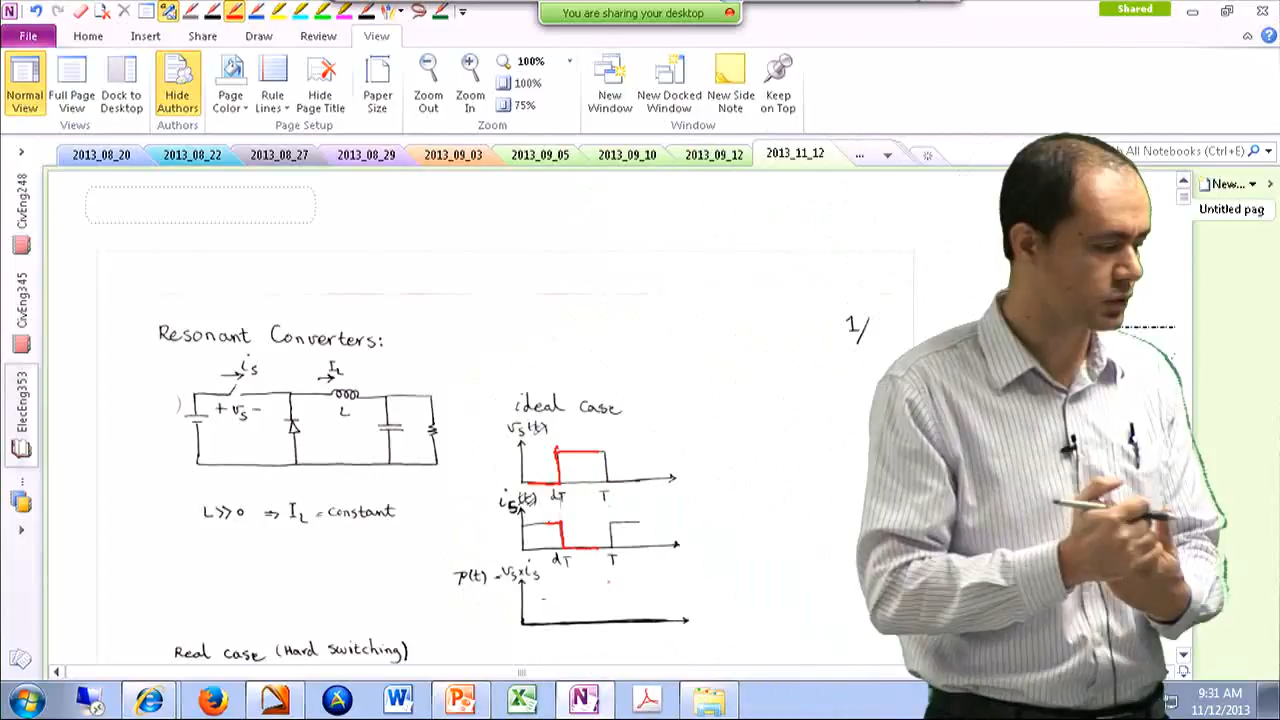 You are sharing your desktop
Shared
File Home Insert Share Draw Review View
Normal View
Full Page View
Dock to Desktop
Views
Hide Authors
Authors
Page Color
Rule Lines
Hide Page Title
Page Setup
Paper Size
Zoom Out
Zoom In
100%
100%
75%
Zoom
New Window
New Docked Window
New Side Note
Keep on Top
Window
2013_08_20 2013_08_22 2013_08_27 2013_08_29 2013_09_03 2013_09_05 2013_09_10 2013_09_12 2013_11_12 ...
h All Notebooks (Ctrl+E)
CivEng248
CivEng345
ElecEng353
New...
Untitled pag
1/
Resonant Converters:
is
IL
+ vs -
L
L >> 0 ⇒ IL = constant
ideal case
vs(t)
dT T
is(t)
dT T
p(t) = vs x is
Real case (Hard switching)
9:31 AM
11/12/2013